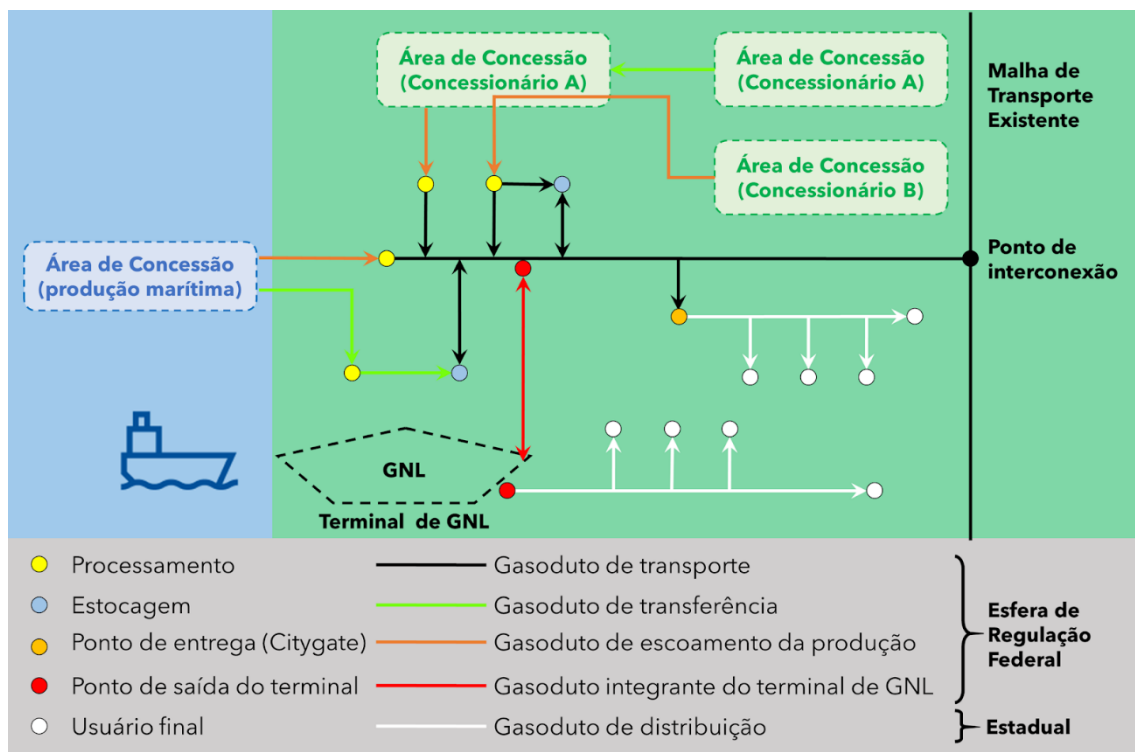 Área de Concessão
(Concessionário A)
Área de Concessão
(Concessionário A)
Malha de
Transporte
Existente
Área de Concessão
(Concessionário B)
Área de Concessão
(produção marítima)
Ponto de
interconexão
GNL
Terminal de GNL
Processamento
Gasoduto de transporte
Estocagem
Gasoduto de transferência
Ponto de entrega (Citygate)
Gasoduto de escoamento da produção
Ponto de saída do terminal
Gasoduto integrante do terminal de GNL
Usuário final
Gasoduto de distribuição
Esfera de
Regulação
Federal
Estadual